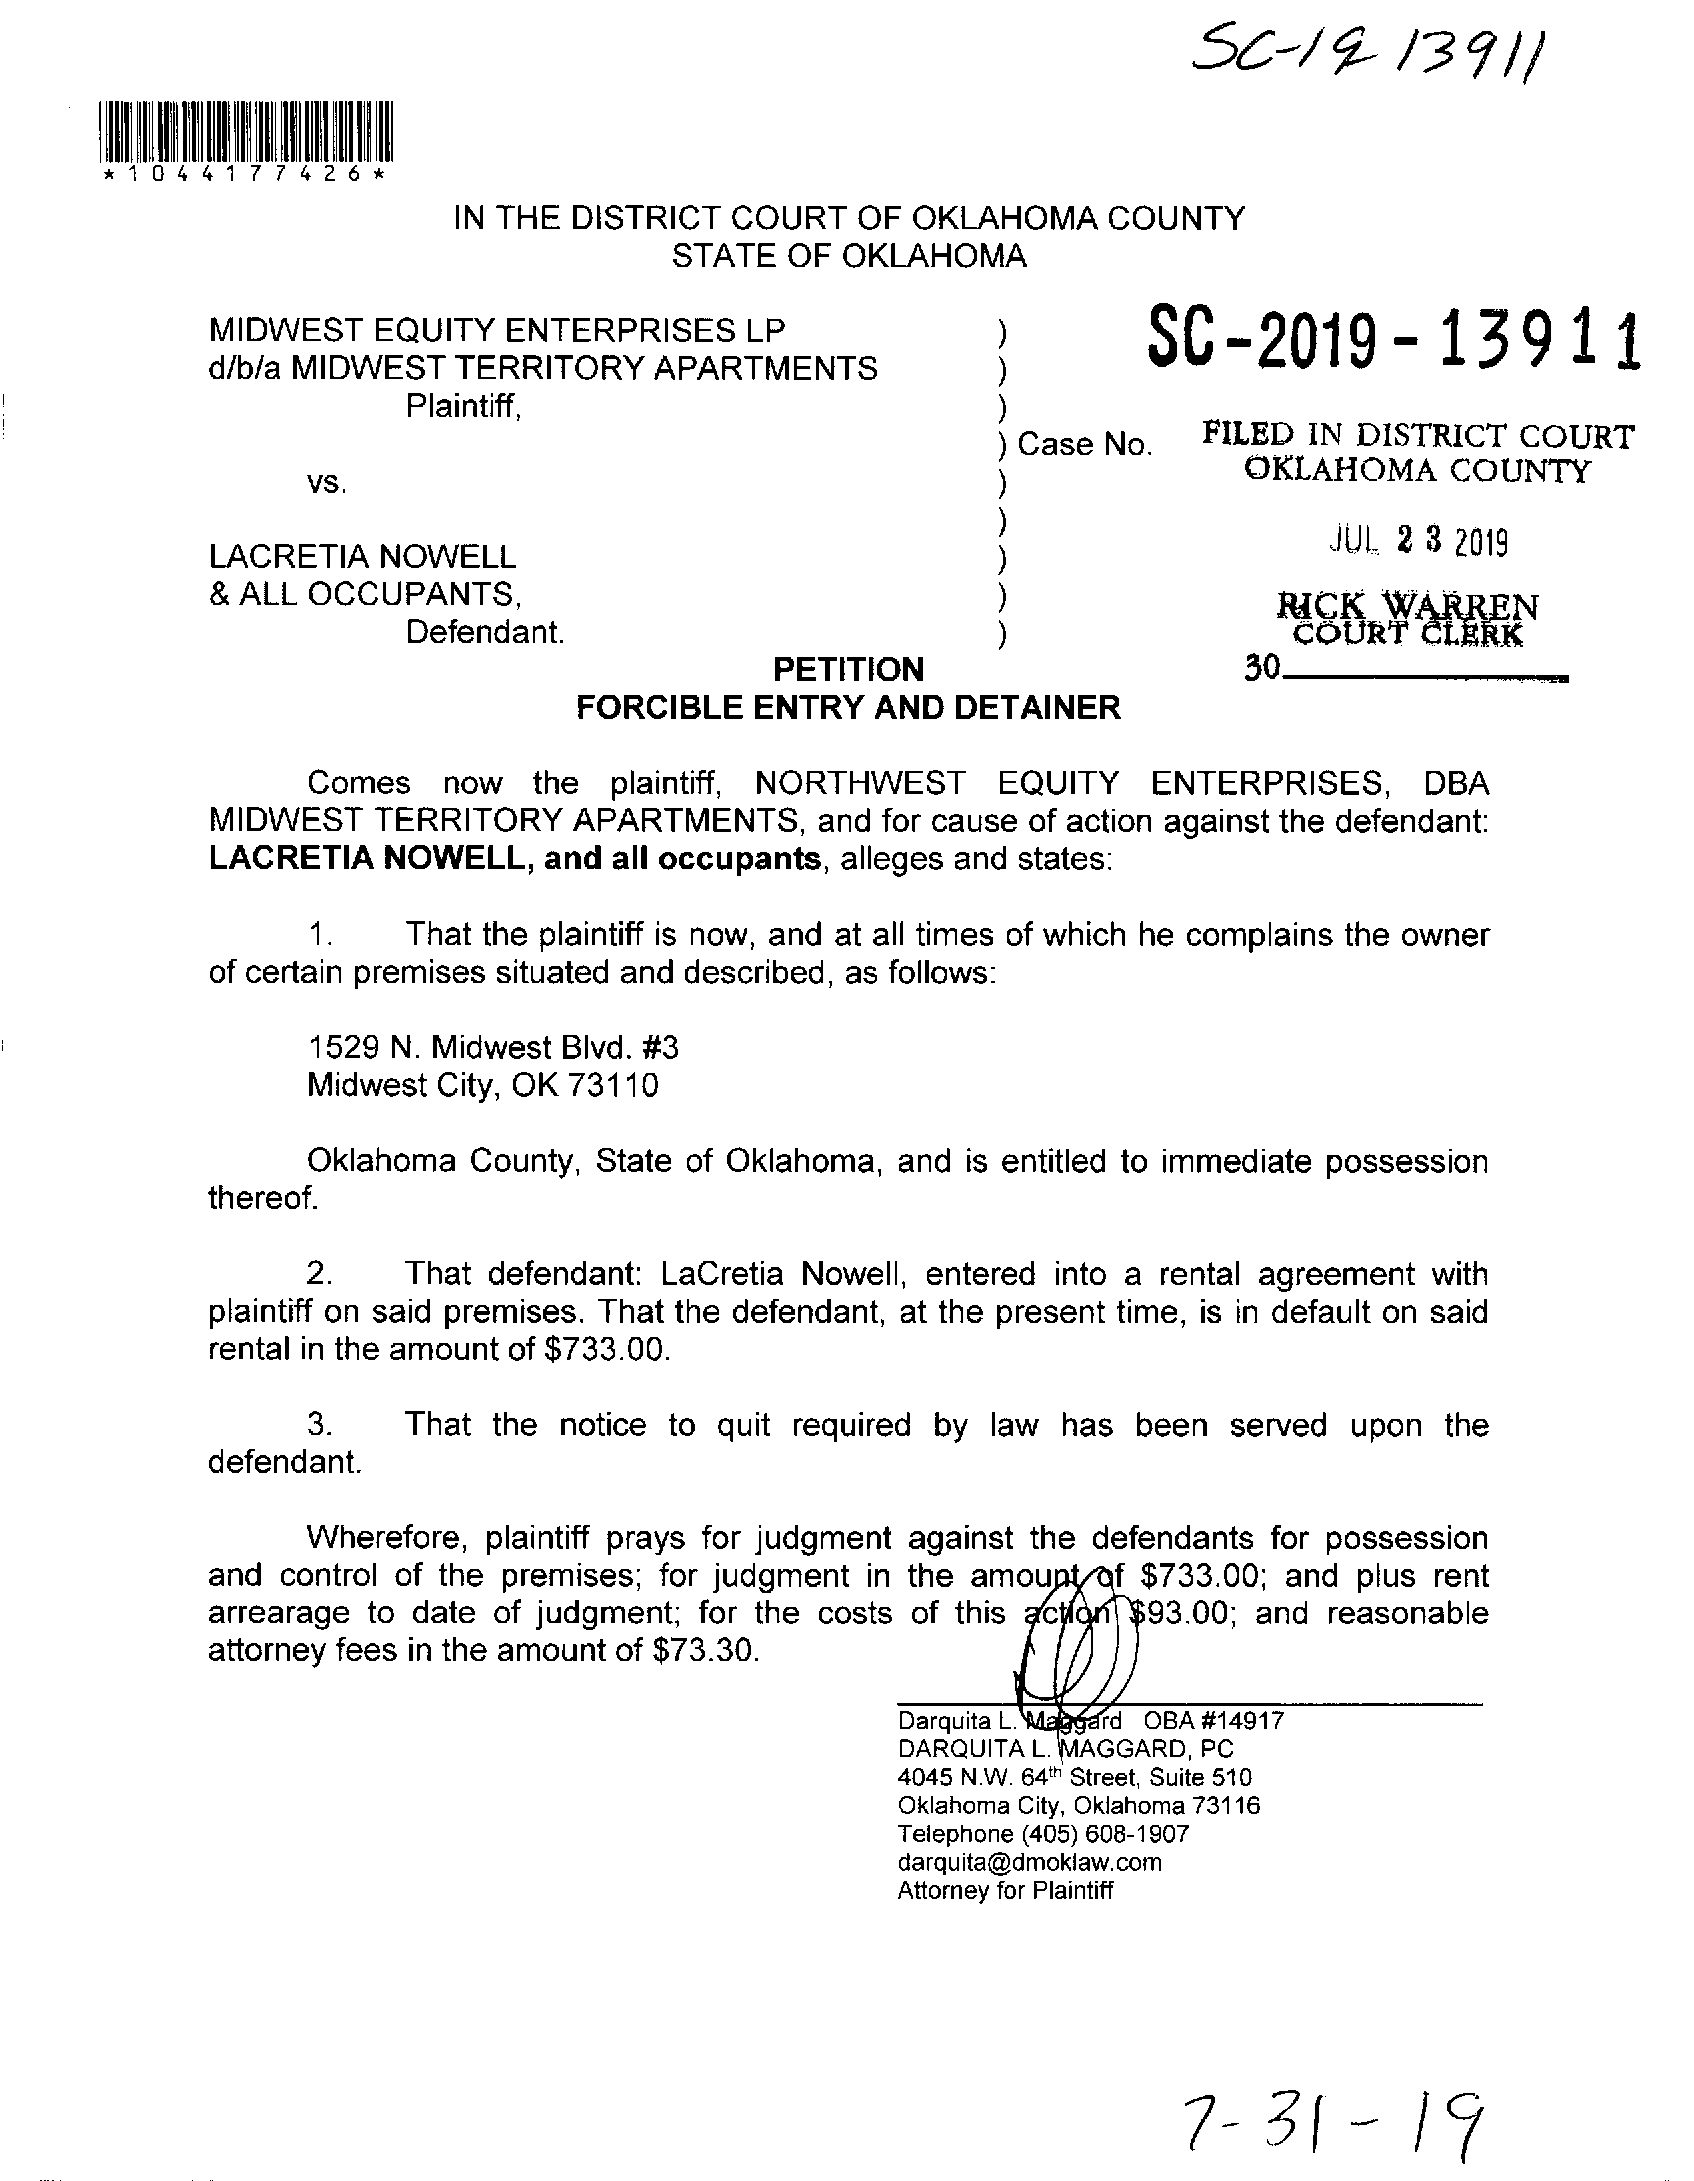 SC-19 13911
*1044177426*
IN THE DISTRICT COURT OF OKLAHOMA COUNTY
STATE OF OKLAHOMA
MIDWEST EQUITY ENTERPRISES LP )
d/b/a MIDWEST TERRITORY APARTMENTS )
Plaintiff, )
) Case No.
vs. )
)
LACRETIA NOWELL )
& ALL OCCUPANTS, )
Defendant. )
SC-2019-13911
FILED IN DISTRICT COURT
OKLAHOMA COUNTY
JUL 23 2019
RICK WARREN
COURT CLERK
30
PETITION
FORCIBLE ENTRY AND DETAINER
Comes now the plaintiff, NORTHWEST EQUITY ENTERPRISES, DBA
MIDWEST TERRITORY APARTMENTS, and for cause of action against the defendant:
LACRETIA NOWELL, and all occupants, alleges and states:
1. That the plaintiff is now, and at all times of which he complains the owner
of certain premises situated and described, as follows:
1529 N. Midwest Blvd. #3
Midwest City, OK 73110
Oklahoma County, State of Oklahoma, and is entitled to immediate possession
thereof.
2. That defendant: LaCretia Nowell, entered into a rental agreement with
plaintiff on said premises. That the defendant, at the present time, is in default on said
rental in the amount of $733.00.
3. That the notice to quit required by law has been served upon the
defendant.
Wherefore, plaintiff prays for judgment against the defendants for possession
and control of the premises; for judgment in the amount of $733.00; and plus rent
arrearage to date of judgment; for the costs of this action $93.00; and reasonable
attorney fees in the amount of $73.30.
Darquita L. Maggard OBA #14917
DARQUITA L. MAGGARD, PC
4045 N.W. 64th Street, Suite 510
Oklahoma City, Oklahoma 73116
Telephone (405) 608-1907
darquita@dmoklaw.com
Attorney for Plaintiff
7-31-19